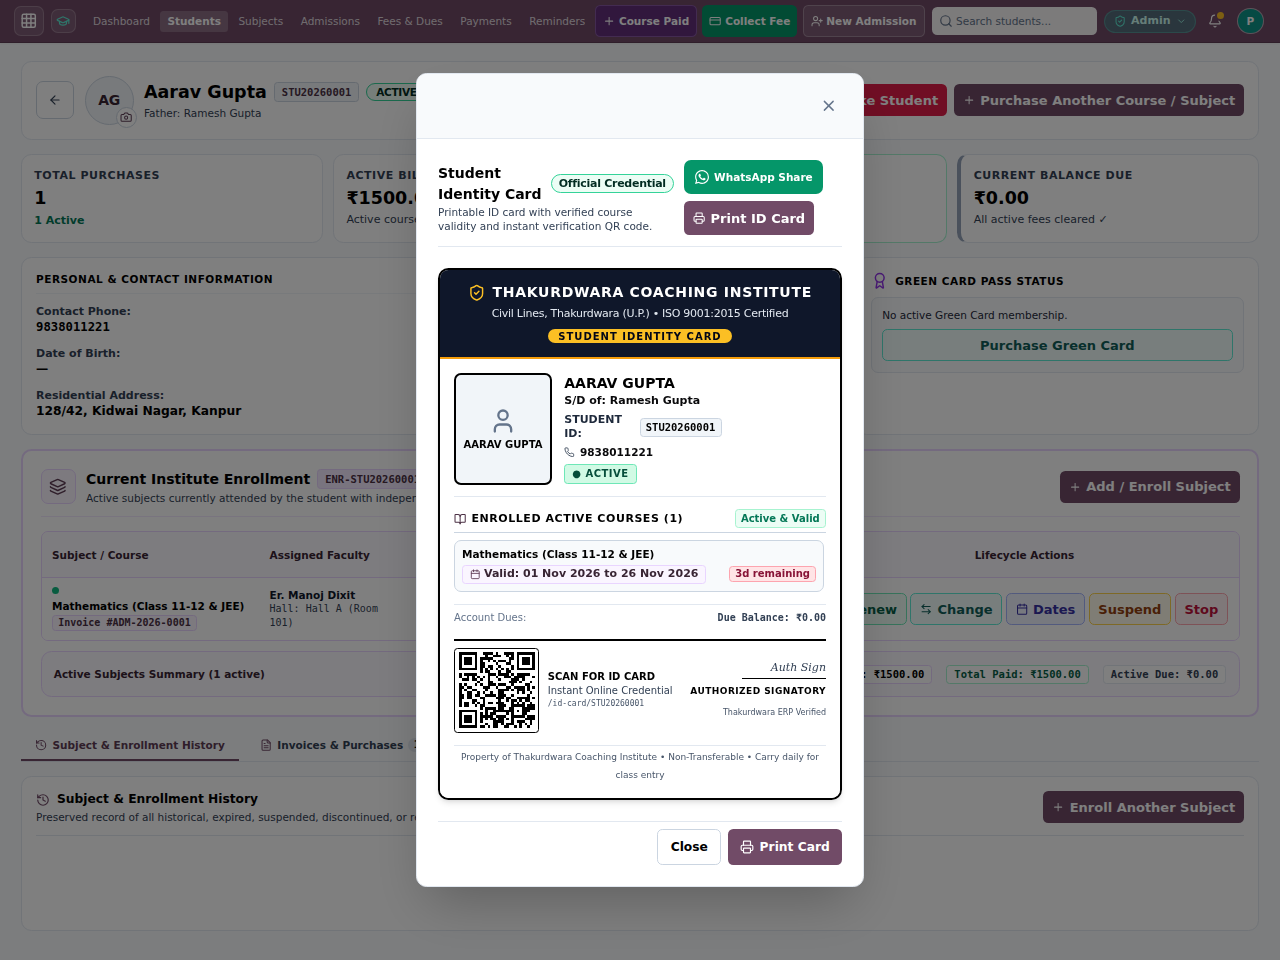 Dashboard Students Subjects Admissions Fees & Dues Payments Reminders + Course Paid Collect Fee New Admission Search students... Admin P
AG Aarav Gupta STU20260001 ACTIVE
Father: Ramesh Gupta
Student + Purchase Another Course / Subject
TOTAL PURCHASES
1
1 Active
ACTIVE
₹1500.
Active
CURRENT BALANCE DUE
₹0.00
All active fees cleared ✓
PERSONAL & CONTACT INFORMATION
Contact Phone:
9838011221
Date of Birth:
—
Residential Address:
128/42, Kidwai Nagar, Kanpur
GREEN CARD PASS STATUS
No active Green Card membership.
Purchase Green Card
Current Institute Enrollment ENR-STU2026000
Active subjects currently attended by the student with
+ Add / Enroll Subject
Subject / Course Assigned Faculty Lifecycle Actions
Mathematics (Class 11-12 & JEE)
Invoice #ADM-2026-0001
Er. Manoj Dixit
Hall: Hall A (Room
101)
Change Dates Suspend Stop
Active Subjects Summary (1 active)
: ₹1500.00 Total Paid: ₹1500.00 Active Due: ₹0.00
Subject & Enrollment History Invoices & Purchases
Subject & Enrollment History
Preserved record of all historical, expired, suspended, discontinued, or
+ Enroll Another Subject
Student
Identity Card
Official Credential
Printable ID card with verified course
validity and instant verification QR code.
WhatsApp Share
Print ID Card
THAKURDWARA COACHING INSTITUTE
Civil Lines, Thakurdwara (U.P.) • ISO 9001:2015 Certified
STUDENT IDENTITY CARD
AARAV GUPTA
AARAV GUPTA
S/D of: Ramesh Gupta
STUDENT
ID:
STU20260001
9838011221
● ACTIVE
ENROLLED ACTIVE COURSES (1) Active & Valid
Mathematics (Class 11-12 & JEE)
Valid: 01 Nov 2026 to 26 Nov 2026 3d remaining
Account Dues: Due Balance: ₹0.00
SCAN FOR ID CARD
Instant Online Credential
/id-card/STU20260001
Auth Sign
AUTHORIZED SIGNATORY
Thakurdwara ERP Verified
Property of Thakurdwara Coaching Institute • Non-Transferable • Carry daily for
class entry
Close Print Card